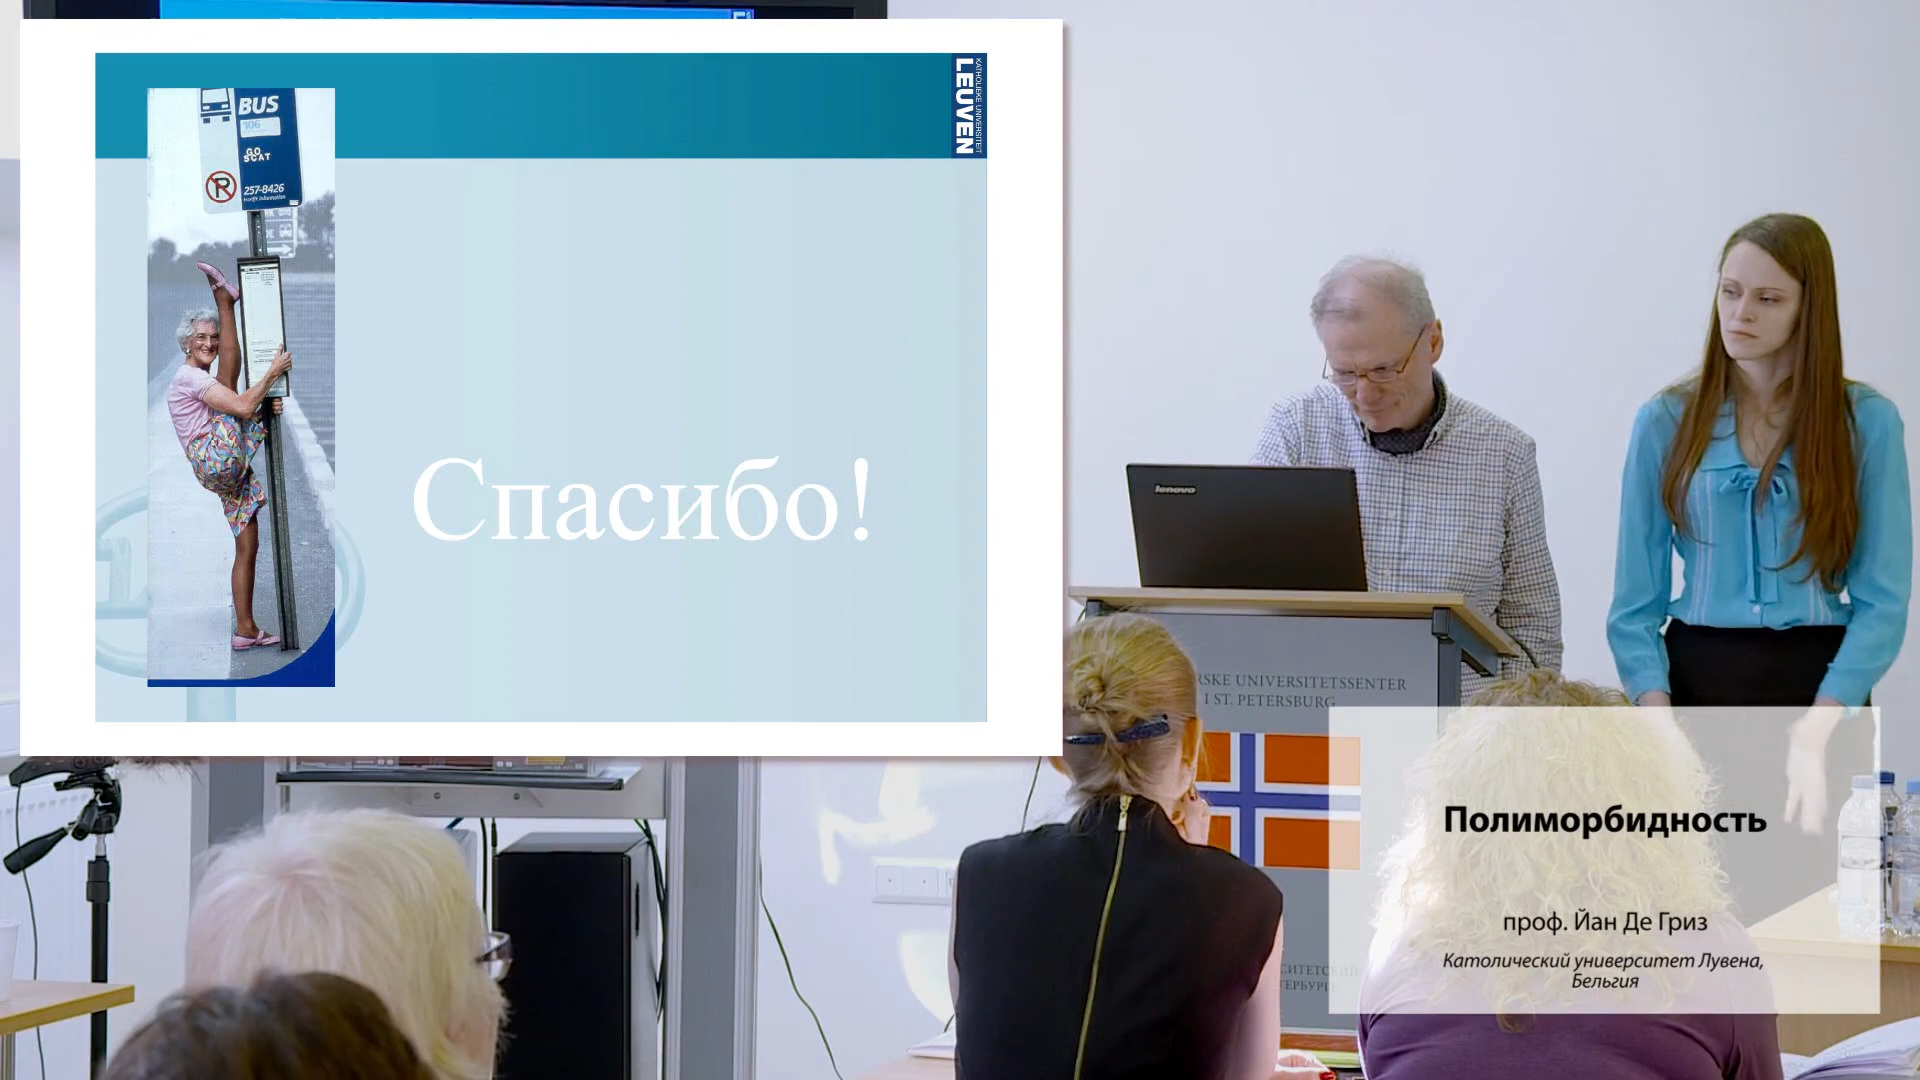 BUS
106
GO
SCAT
257-8426
KATHOLIEKE UNIVERSITEIT
LEUVEN
Спасибо!
lenovo
RSKE UNIVERSITETSSENTER
I ST. PETERSBURG
Полиморбидность
проф. Йан Де Гриз
Католический университет Лувена,
Бельгия